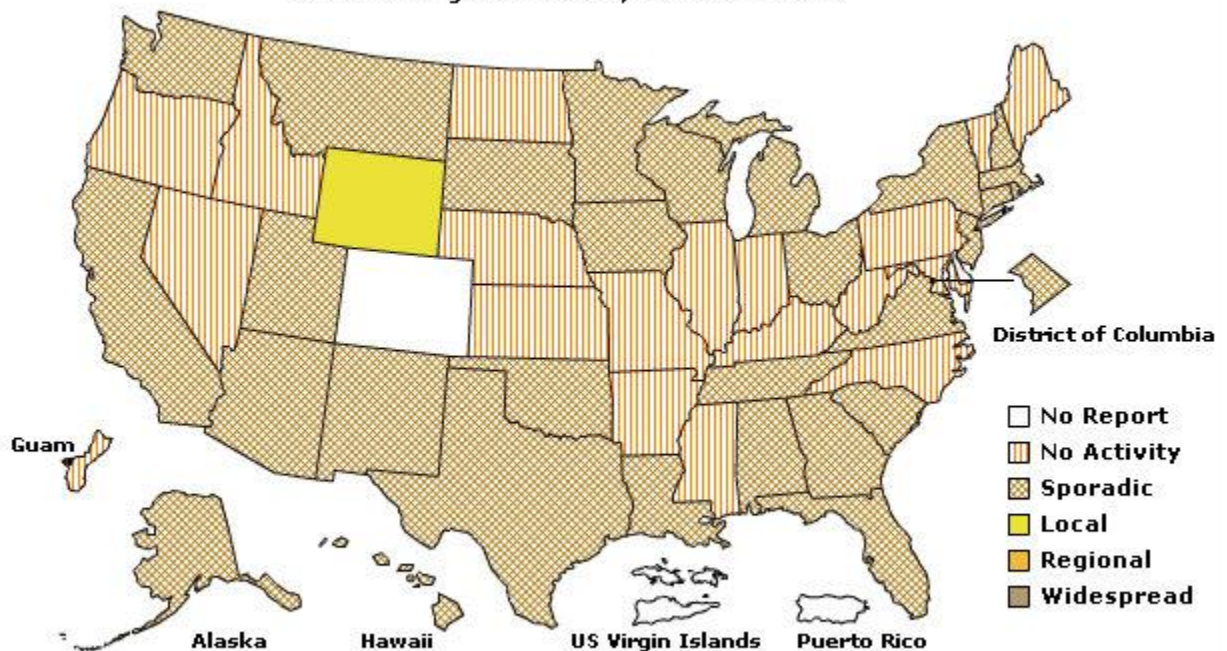 District of Columbia
No Report
Guam
No Activity
Sporadic
Local
Regional
Widespread
Alaska
Hawaii
US Virgin Islands
Puerto Rico